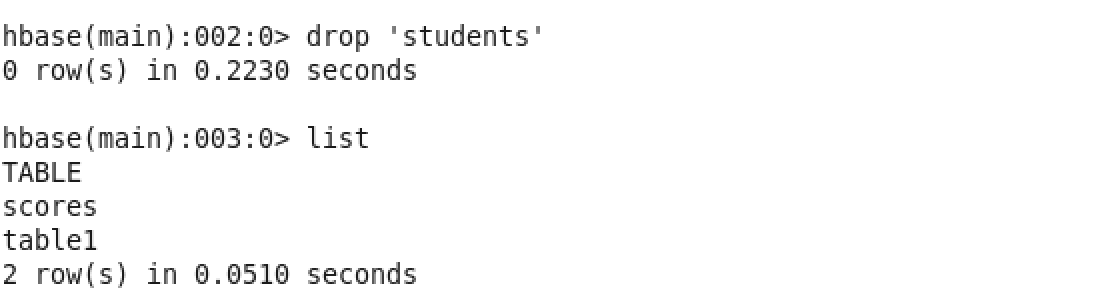 hbase(main):002:0> drop 'students'
0 row(s) in 0.2230 seconds
hbase(main):003:0> list
TABLE
scores
table1
2 row(s) in 0.0510 seconds